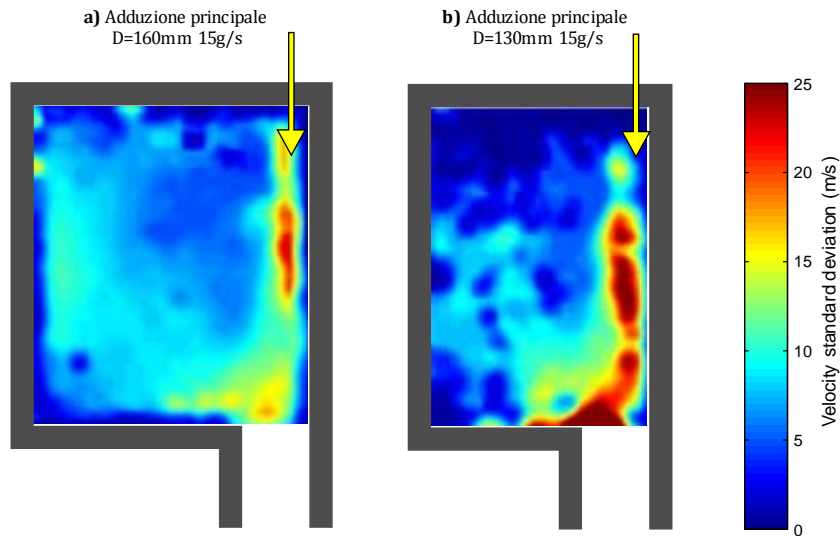 a) Adduzione principale
D=160mm 15g/s
b) Adduzione principale
D=130mm 15g/s
25
20
15
10
5
0
Velocity standard deviation (m/s)